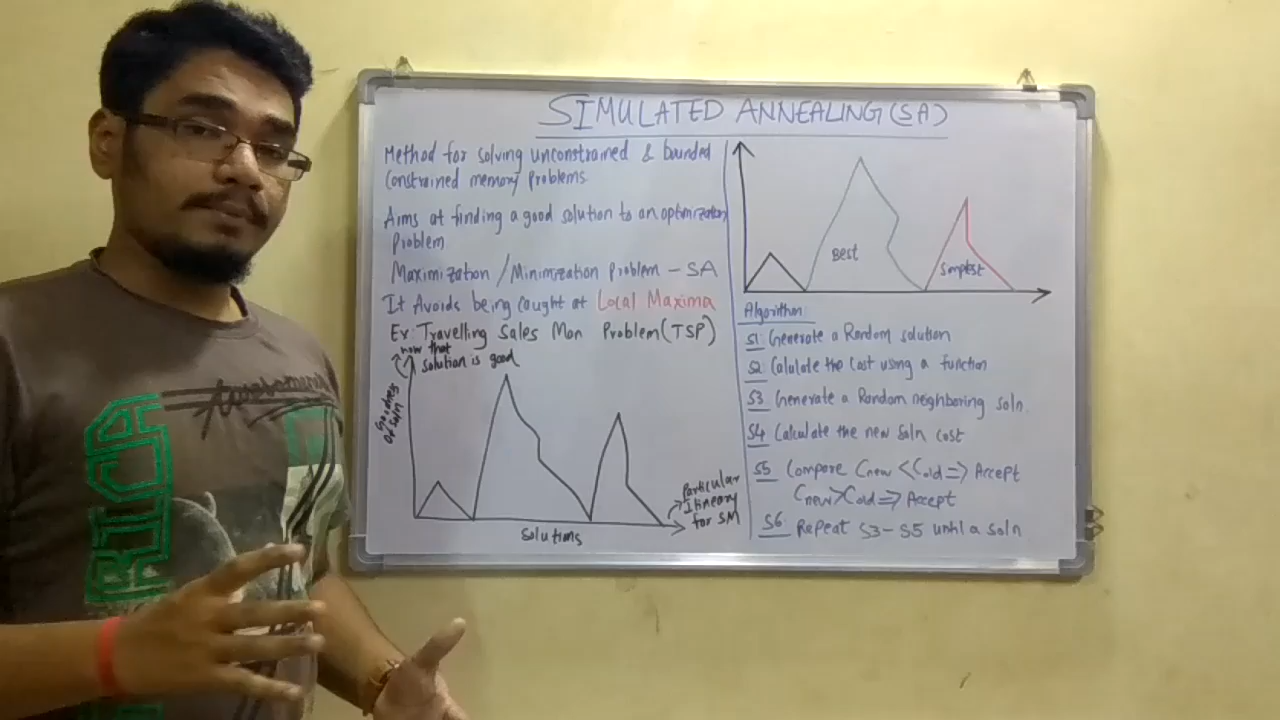 SIMULATED ANNEALING (SA)
Method for solving unconstrained & bounded
constrained memory problems
Aims at finding a good solution to an optimization
problem
Maximization / Minimization Problem - SA
It Avoids being caught at Local Maxima
Ex: Travelling Sales Man Problem (TSP)
how that
solution is good
Goodness
of soln
Particular
Itineory
for SM
Solutions
Best
Simplest
Algorithm:
S1: Generate a Random solution
S2: Calulate the cost using a function
S3: Generate a Random neighbering soln
S4 Calculate the new soln cost
S5 Compare Cnew < Cold => Accept
Cnew > Cold => Accept
S6: Repeat S3 - S5 until a soln
RICA